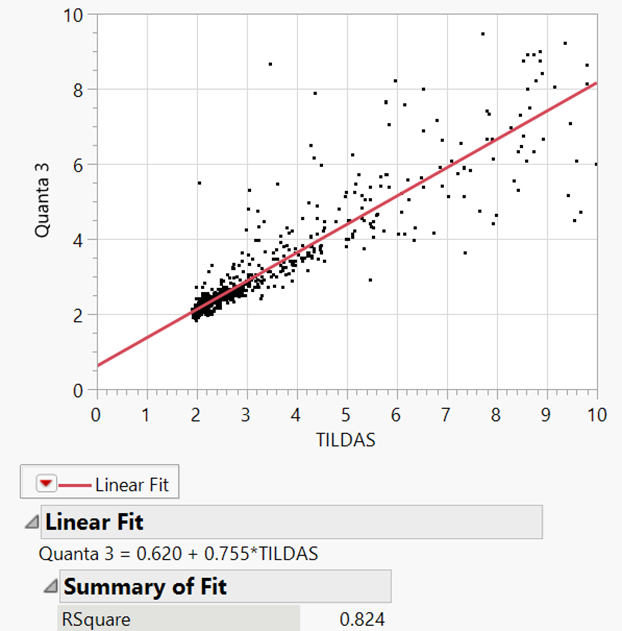 10
8
6
4
2
0
Quanta 3
0 1 2 3 4 5 6 7 8 9 10
TILDAS
Linear Fit
Linear Fit
Quanta 3 = 0.620 + 0.755*TILDAS
Summary of Fit
RSquare 0.824